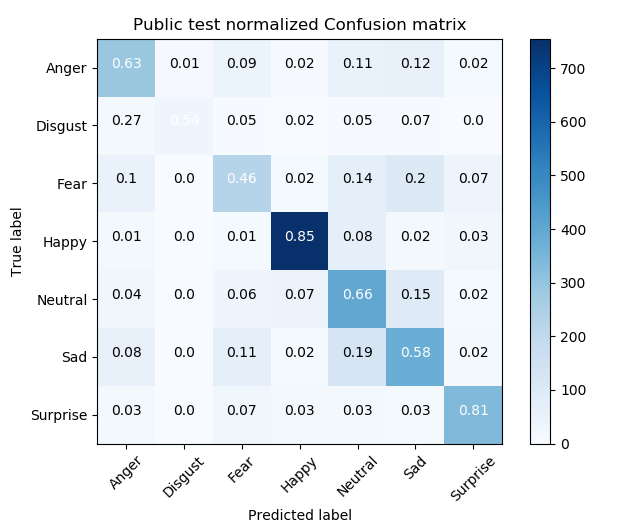 Public test normalized Confusion matrix
Anger 0.63 0.01 0.09 0.02 0.11 0.12 0.02
Disgust 0.27 0.54 0.05 0.02 0.05 0.07 0.0
Fear 0.1 0.0 0.46 0.02 0.14 0.2 0.07
Happy 0.01 0.0 0.01 0.85 0.08 0.02 0.03
Neutral 0.04 0.0 0.06 0.07 0.66 0.15 0.02
Sad 0.08 0.0 0.11 0.02 0.19 0.58 0.02
Surprise 0.03 0.0 0.07 0.03 0.03 0.03 0.81
Anger Disgust Fear Happy Neutral Sad Surprise
Predicted label
True label
700
600
500
400
300
200
100
0